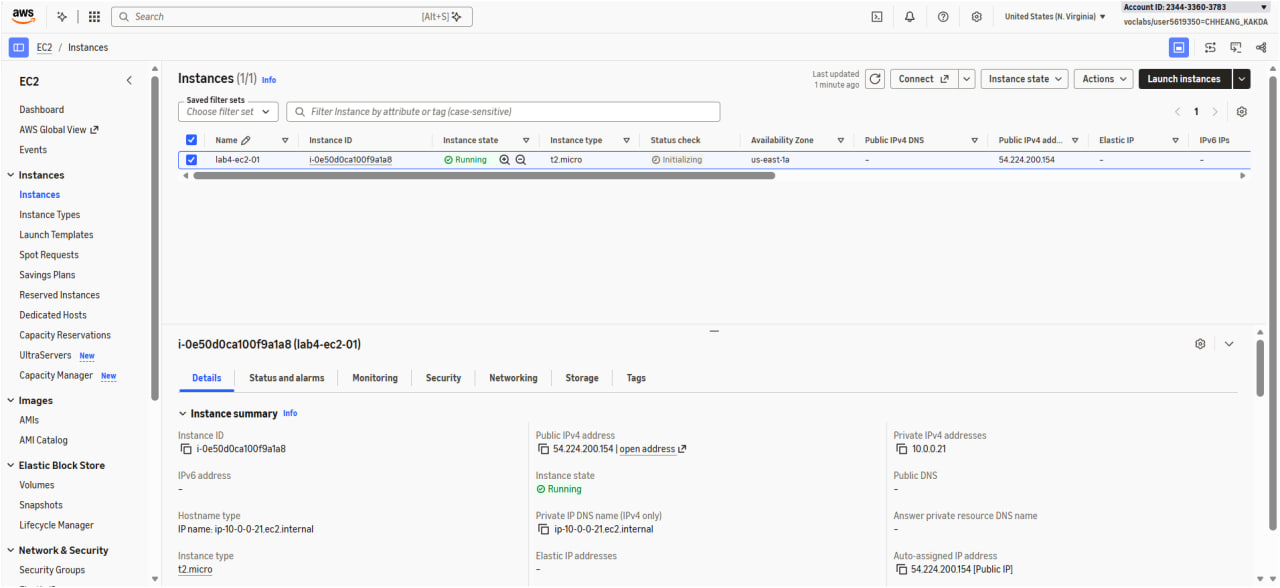 aws
Search [Alt+S]
United States (N. Virginia)
Account ID: 2344-3360-3783
voclabs/user5619350=CHHEANG_KAKDA
EC2 / Instances
EC2
Dashboard
AWS Global View
Events
Instances
Instances
Instance Types
Launch Templates
Spot Requests
Savings Plans
Reserved Instances
Dedicated Hosts
Capacity Reservations
UltraServers New
Capacity Manager New
Images
AMIs
AMI Catalog
Elastic Block Store
Volumes
Snapshots
Lifecycle Manager
Network & Security
Security Groups
Instances (1/1) Info
Last updated
1 minute ago
Connect
Instance state
Actions
Launch instances
Saved filter sets
Choose filter set
Filter Instance by attribute or tag (case-sensitive)
1
Name Instance ID Instance state Instance type Status check Availability Zone Public IPv4 DNS Public IPv4 add... Elastic IP IPv6 IPs
lab4-ec2-01 i-0e50d0ca100f9a1a8 Running t2.micro Initializing us-east-1a – 54.224.200.154 – –
i-0e50d0ca100f9a1a8 (lab4-ec2-01)
Details Status and alarms Monitoring Security Networking Storage Tags
Instance summary Info
Instance ID
i-0e50d0ca100f9a1a8
Public IPv4 address
54.224.200.154 | open address
Private IPv4 addresses
10.0.0.21
IPv6 address
–
Instance state
Running
Public DNS
–
Hostname type
IP name: ip-10-0-0-21.ec2.internal
Private IP DNS name (IPv4 only)
ip-10-0-0-21.ec2.internal
Answer private resource DNS name
–
Instance type
t2.micro
Elastic IP addresses
–
Auto-assigned IP address
54.224.200.154 [Public IP]